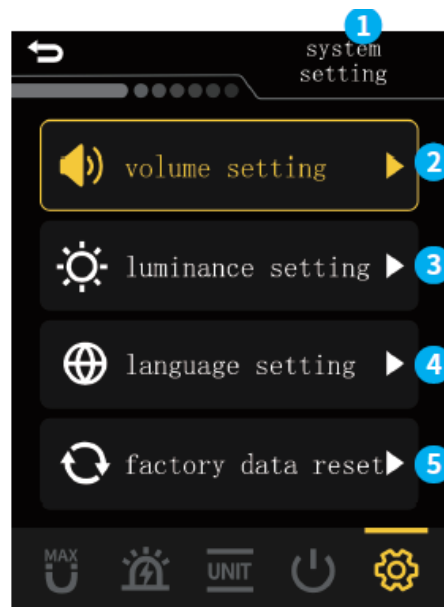 1
system
setting
volume setting
2
luminance setting
3
language setting
4
factory data reset
5
MAX
UNIT